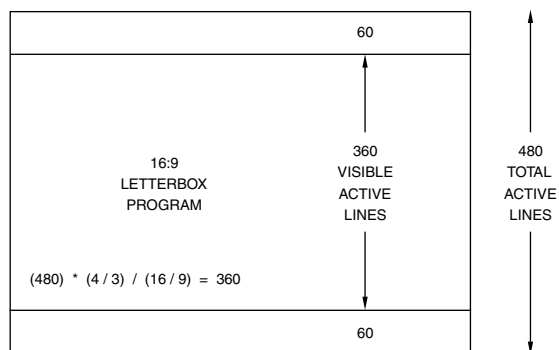 60
16:9
LETTERBOX
PROGRAM
360
VISIBLE
ACTIVE
LINES
480
TOTAL
ACTIVE
LINES
(480) * (4 / 3) / (16 / 9) = 360
60